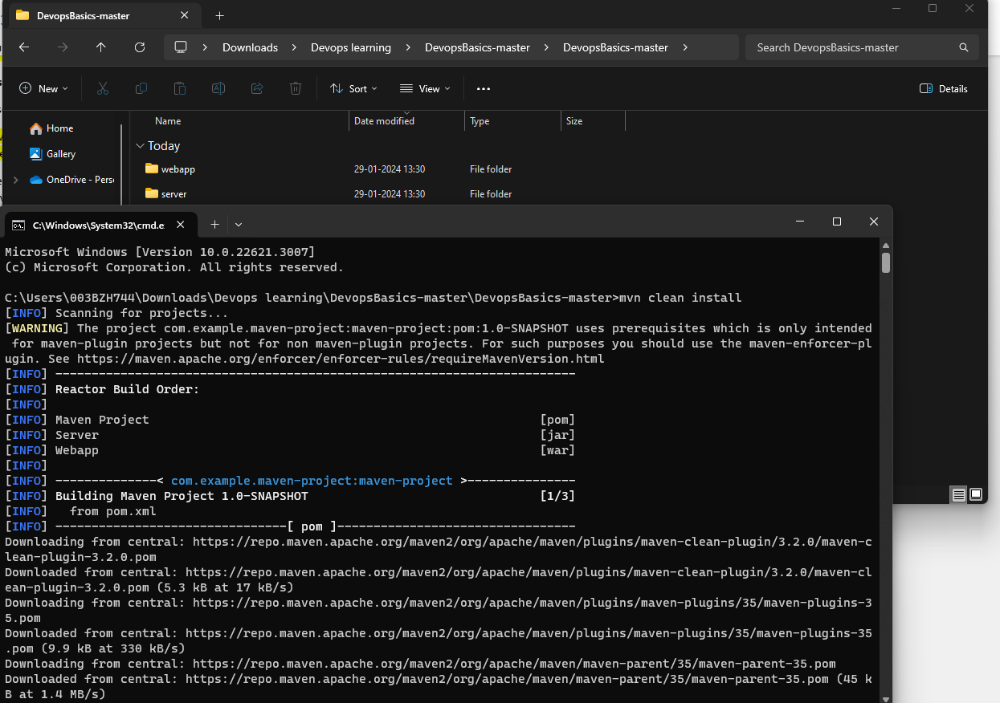 DevopsBasics-master
Downloads > Devops learning > DevopsBasics-master > DevopsBasics-master >
Search DevopsBasics-master
New
Sort
View
Details
Home
Gallery
OneDrive - Pers
Name Date modified Type Size
Today
webapp 29-01-2024 13:30 File folder
server 29-01-2024 13:30 File folder
C:\Windows\System32\cmd.e
Microsoft Windows [Version 10.0.22621.3007]
(c) Microsoft Corporation. All rights reserved.
C:\Users\003BZH744\Downloads\Devops learning\DevopsBasics-master\DevopsBasics-master>mvn clean install
[INFO] Scanning for projects...
[WARNING] The project com.example.maven-project:maven-project:pom:1.0-SNAPSHOT uses prerequisites which is only intended
for maven-plugin projects but not for non maven-plugin projects. For such purposes you should use the maven-enforcer-pl
ugin. See https://maven.apache.org/enforcer/enforcer-rules/requireMavenVersion.html
[INFO] ------------------------------------------------------------------------
[INFO] Reactor Build Order:
[INFO]
[INFO] Maven Project [pom]
[INFO] Server [jar]
[INFO] Webapp [war]
[INFO]
[INFO] --------------< com.example.maven-project:maven-project >---------------
[INFO] Building Maven Project 1.0-SNAPSHOT [1/3]
[INFO] from pom.xml
[INFO] --------------------------------[ pom ]---------------------------------
Downloading from central: https://repo.maven.apache.org/maven2/org/apache/maven/plugins/maven-clean-plugin/3.2.0/maven-c
lean-plugin-3.2.0.pom
Downloaded from central: https://repo.maven.apache.org/maven2/org/apache/maven/plugins/maven-clean-plugin/3.2.0/maven-cl
ean-plugin-3.2.0.pom (5.3 kB at 17 kB/s)
Downloading from central: https://repo.maven.apache.org/maven2/org/apache/maven/plugins/maven-plugins/35/maven-plugins-3
5.pom
Downloaded from central: https://repo.maven.apache.org/maven2/org/apache/maven/plugins/maven-plugins/35/maven-plugins-35
.pom (9.9 kB at 330 kB/s)
Downloading from central: https://repo.maven.apache.org/maven2/org/apache/maven/maven-parent/35/maven-parent-35.pom
Downloaded from central: https://repo.maven.apache.org/maven2/org/apache/maven/maven-parent/35/maven-parent-35.pom (45 k
B at 1.4 MB/s)